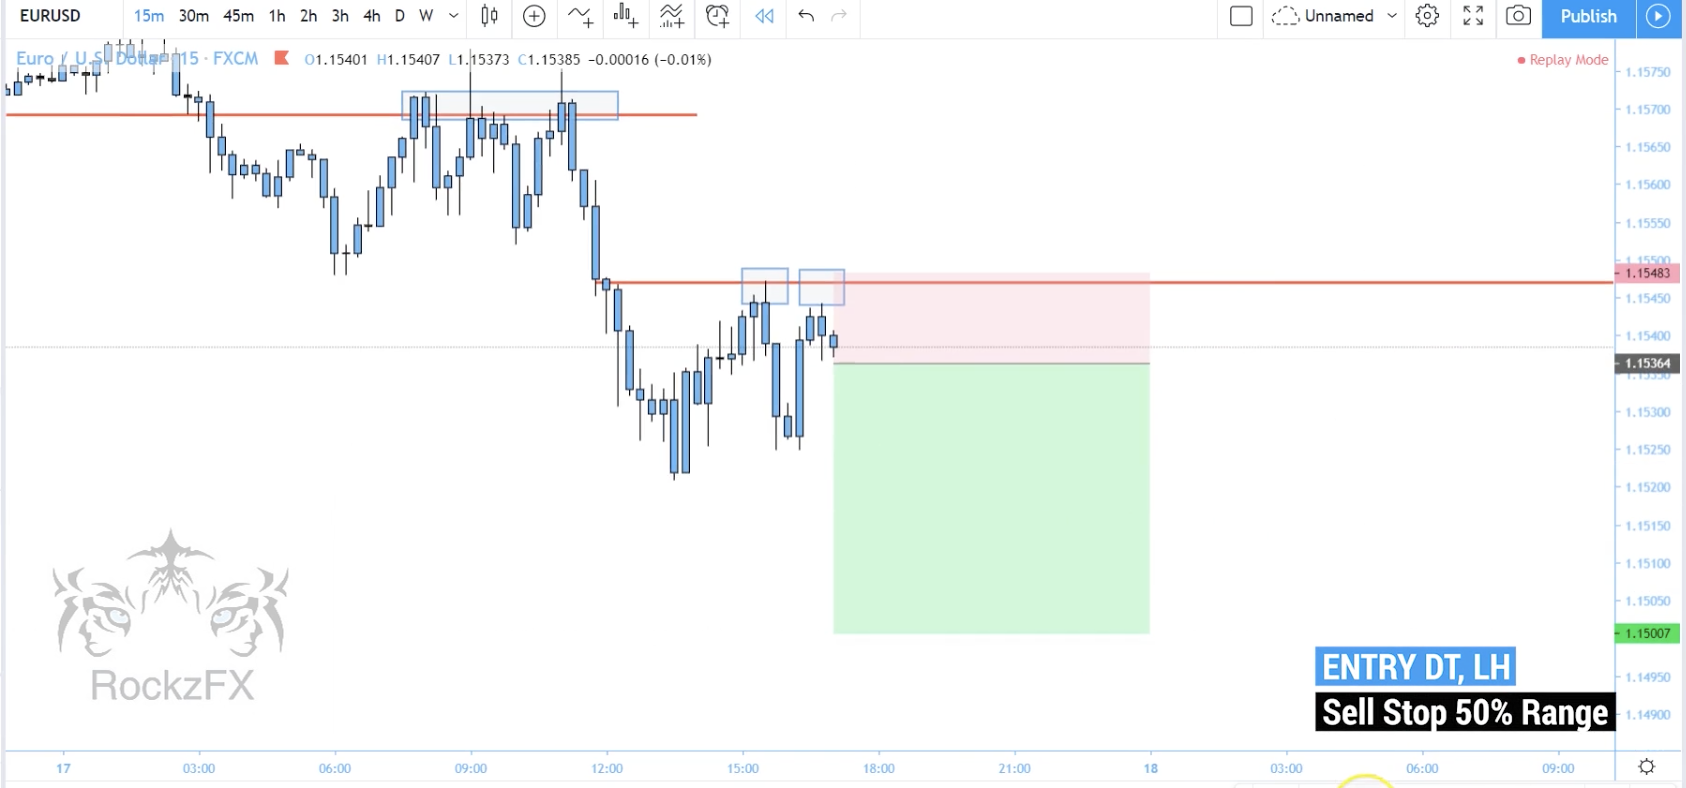 EURUSD 15m 30m 45m 1h 2h 3h 4h D W Unnamed Publish
Euro / U.S. Dollar 15 · FXCM O1.15401 H1.15407 L1.15373 C1.15385 −0.00016 (−0.01%)
Replay Mode
1.15750
1.15700
1.15650
1.15600
1.15550
1.15500
1.15483
1.15450
1.15400
1.15364
1.15350
1.15300
1.15250
1.15200
1.15150
1.15100
1.15050
1.15007
1.14950
1.14900
RockzFX
ENTRY DT, LH
Sell Stop 50% Range
17 03:00 06:00 09:00 12:00 15:00 18:00 21:00 18 03:00 06:00 09:00